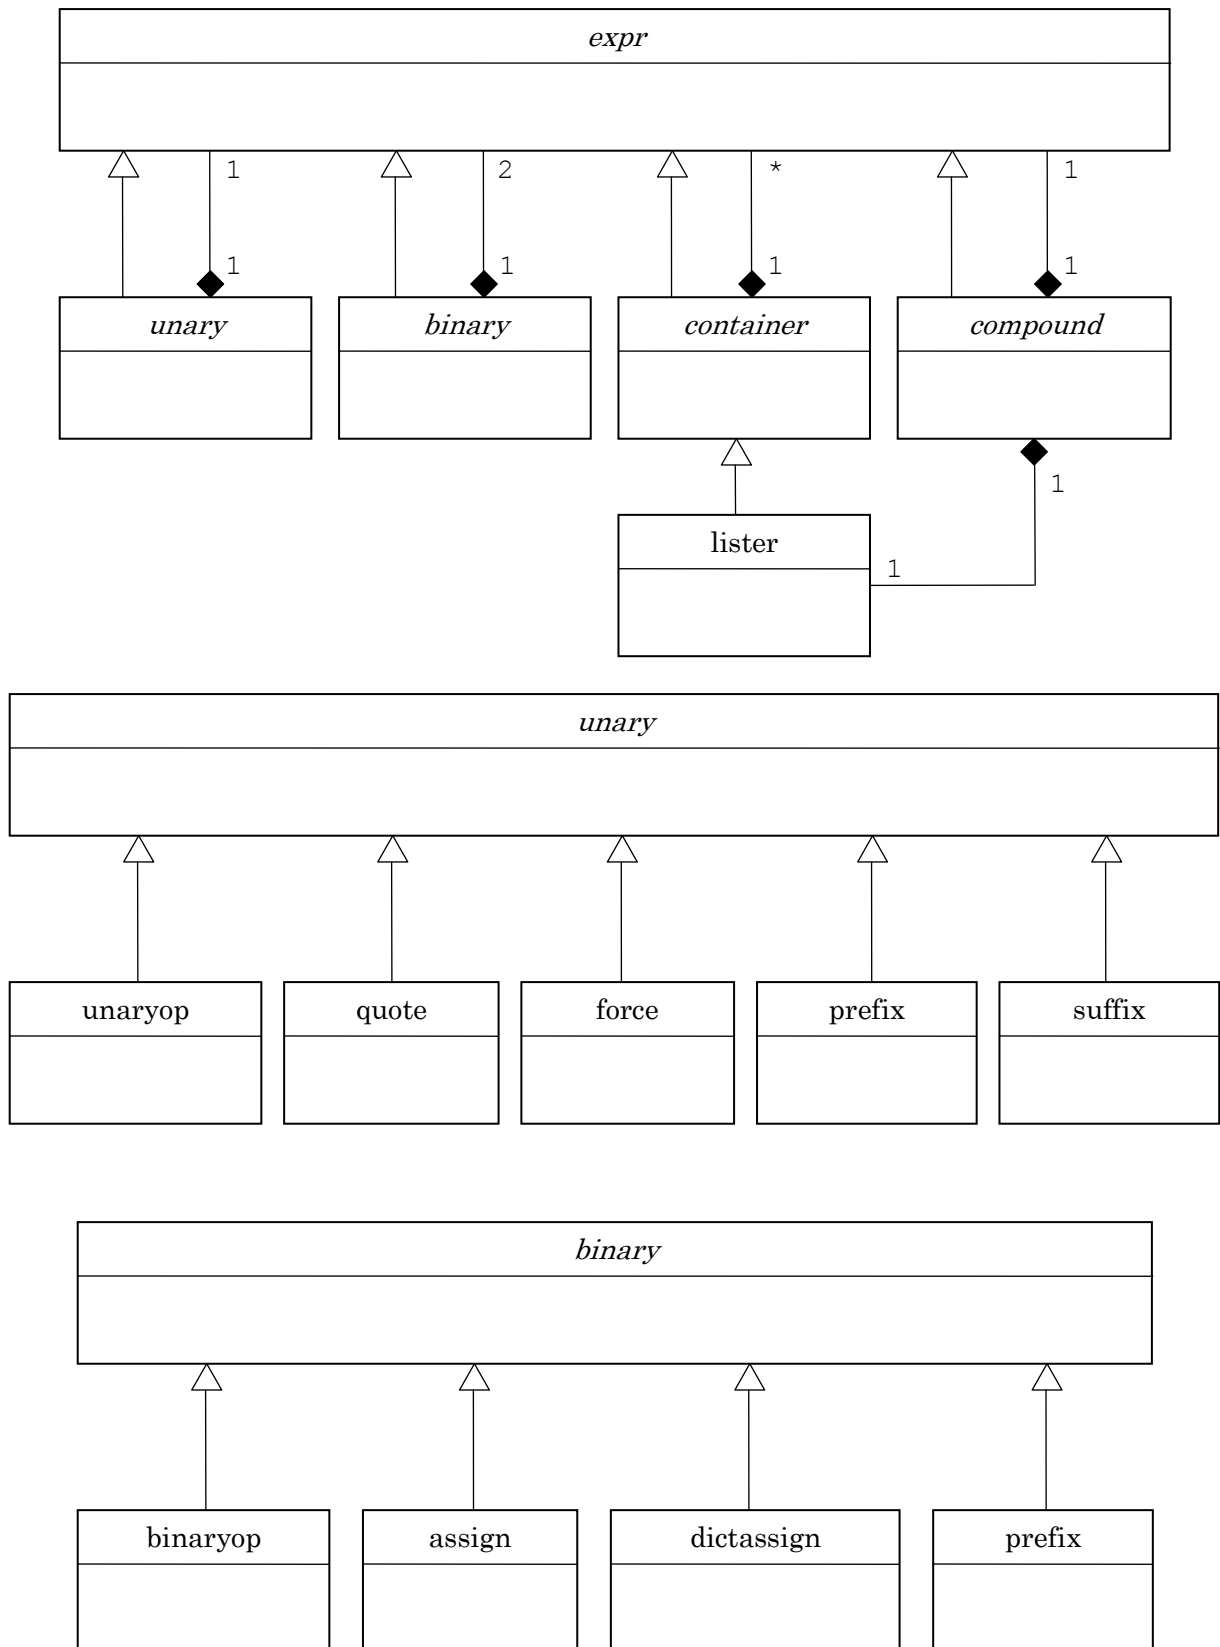 expr
1 2 * 1
1 1 1 1
unary binary container compound
1
lister
1
unary
unaryop quote force prefix suffix
binary
binaryop assign dictassign prefix